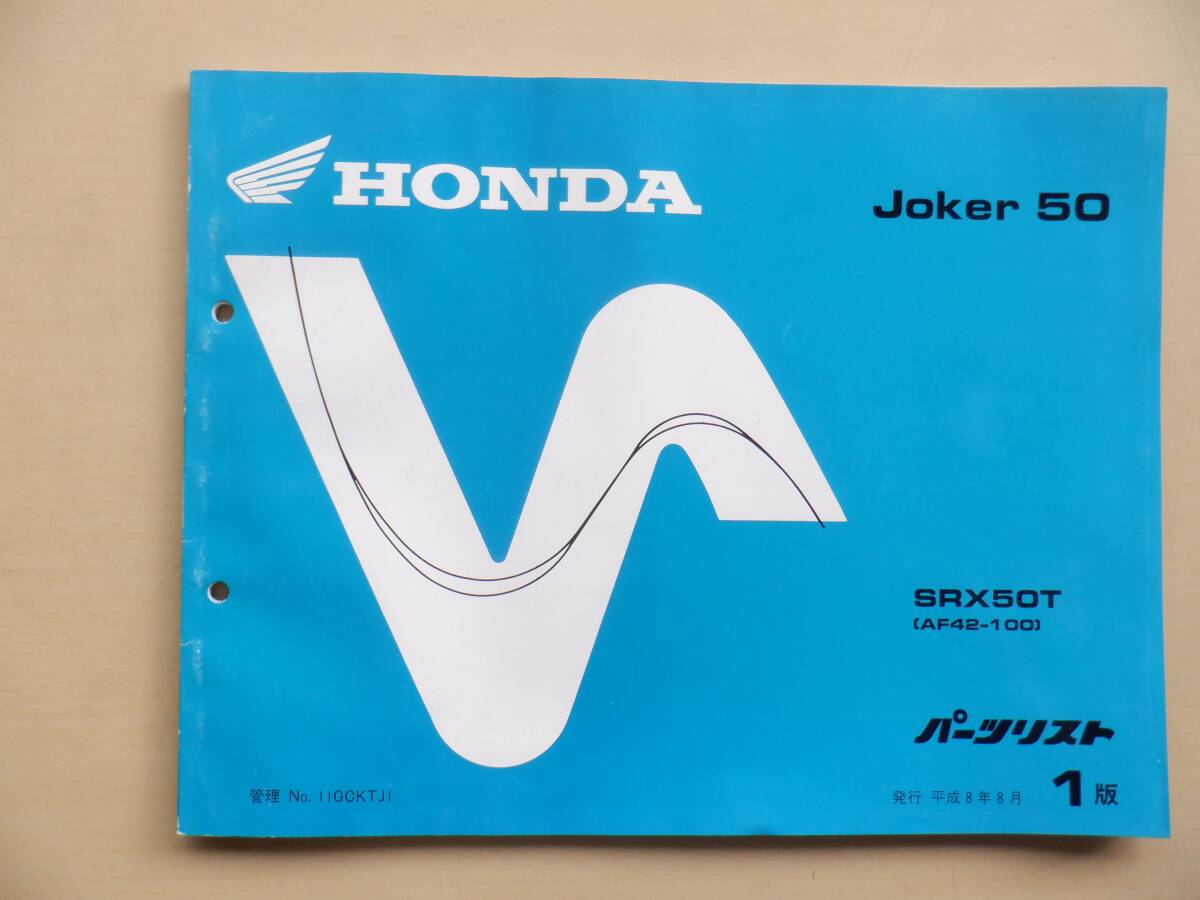 HONDA
Joker 50
SRX50T
(AF42-100)
パーツリスト
管理 No. 11GCKTJ1
発行 平成8年8月 1版